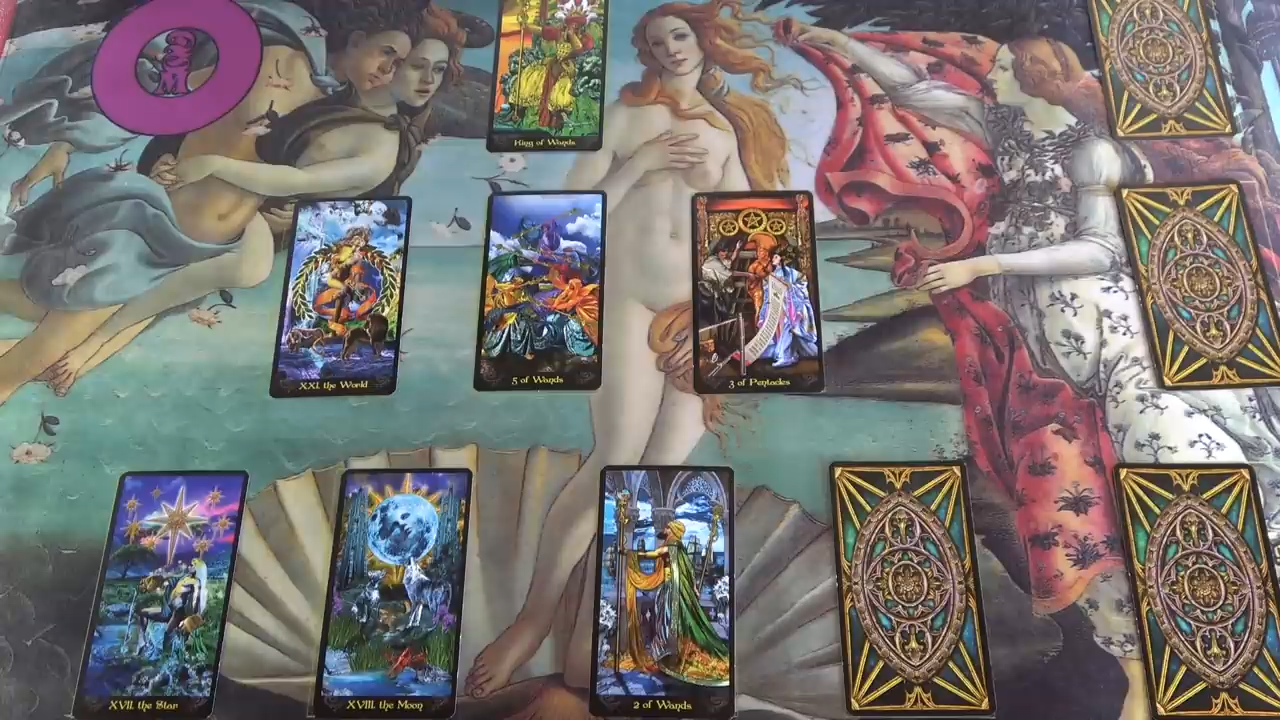 King of Wands
XXI. the World
5 of Wands
3 of Pentacles
XVII. the Star
XVIII. the Moon
2 of Wands